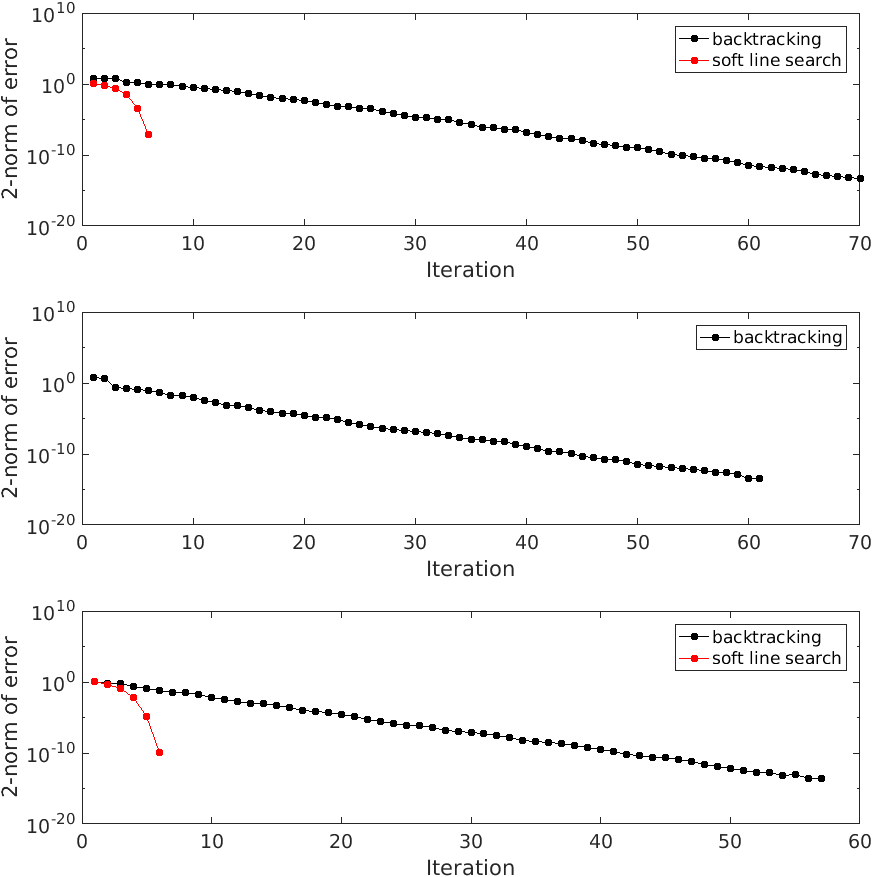 10^10
10^0
10^-10
10^-20
2-norm of error
backtracking
soft line search
0 10 20 30 40 50 60 70
Iteration
10^10
10^0
10^-10
10^-20
2-norm of error
backtracking
0 10 20 30 40 50 60 70
Iteration
10^10
10^0
10^-10
10^-20
2-norm of error
backtracking
soft line search
0 10 20 30 40 50 60
Iteration